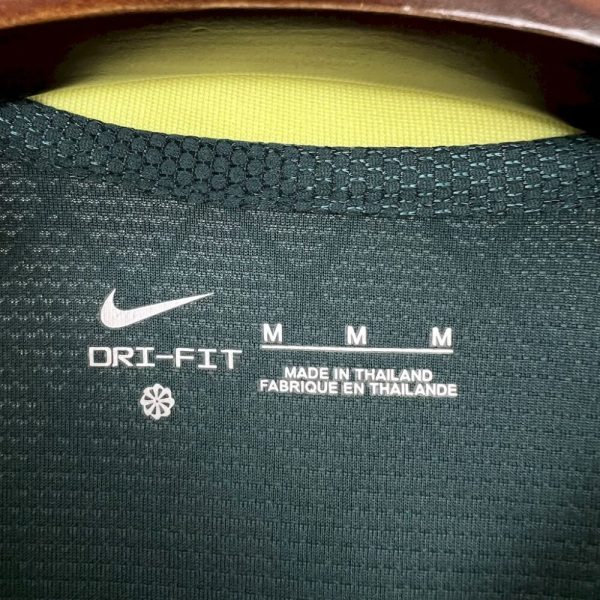 DRI-FIT
M M M
MADE IN THAILAND
FABRIQUE EN THAILANDE